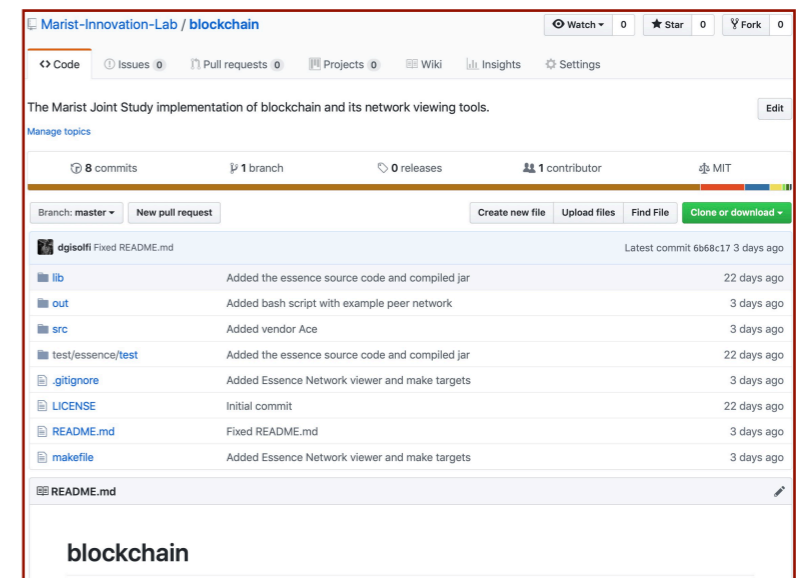 Marist-Innovation-Lab / blockchain Watch 0 Star 0 Fork 0
Code Issues 0 Pull requests 0 Projects 0 Wiki Insights Settings
The Marist Joint Study implementation of blockchain and its network viewing tools. Edit
Manage topics
8 commits 1 branch 0 releases 1 contributor MIT
Branch: master New pull request Create new file Upload files Find File Clone or download
dgisolfi Fixed README.md Latest commit 6b68c17 3 days ago
lib Added the essence source code and compiled jar 22 days ago
out Added bash script with example peer network 3 days ago
src Added vendor Ace 3 days ago
test/essence/test Added the essence source code and compiled jar 22 days ago
.gitignore Added Essence Network viewer and make targets 3 days ago
LICENSE Initial commit 22 days ago
README.md Fixed README.md 3 days ago
makefile Added Essence Network viewer and make targets 3 days ago
README.md
blockchain